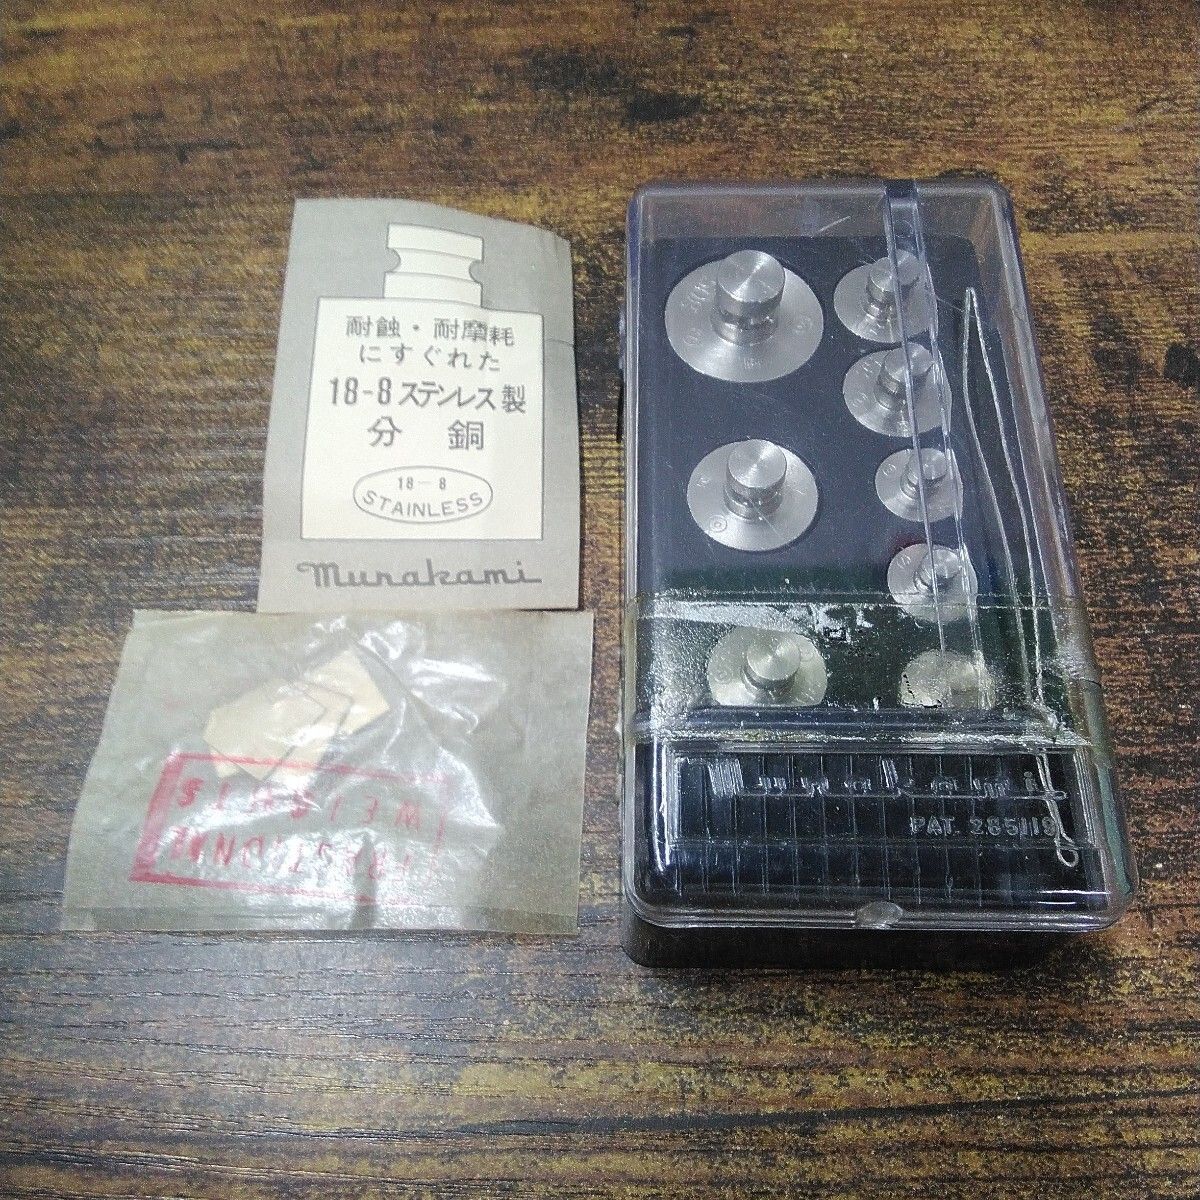 耐蝕・耐摩耗
にすぐれた
18-8ステンレス製
分銅
18-8
STAINLESS
Murakami
WEIGHTS
PAT. 285119